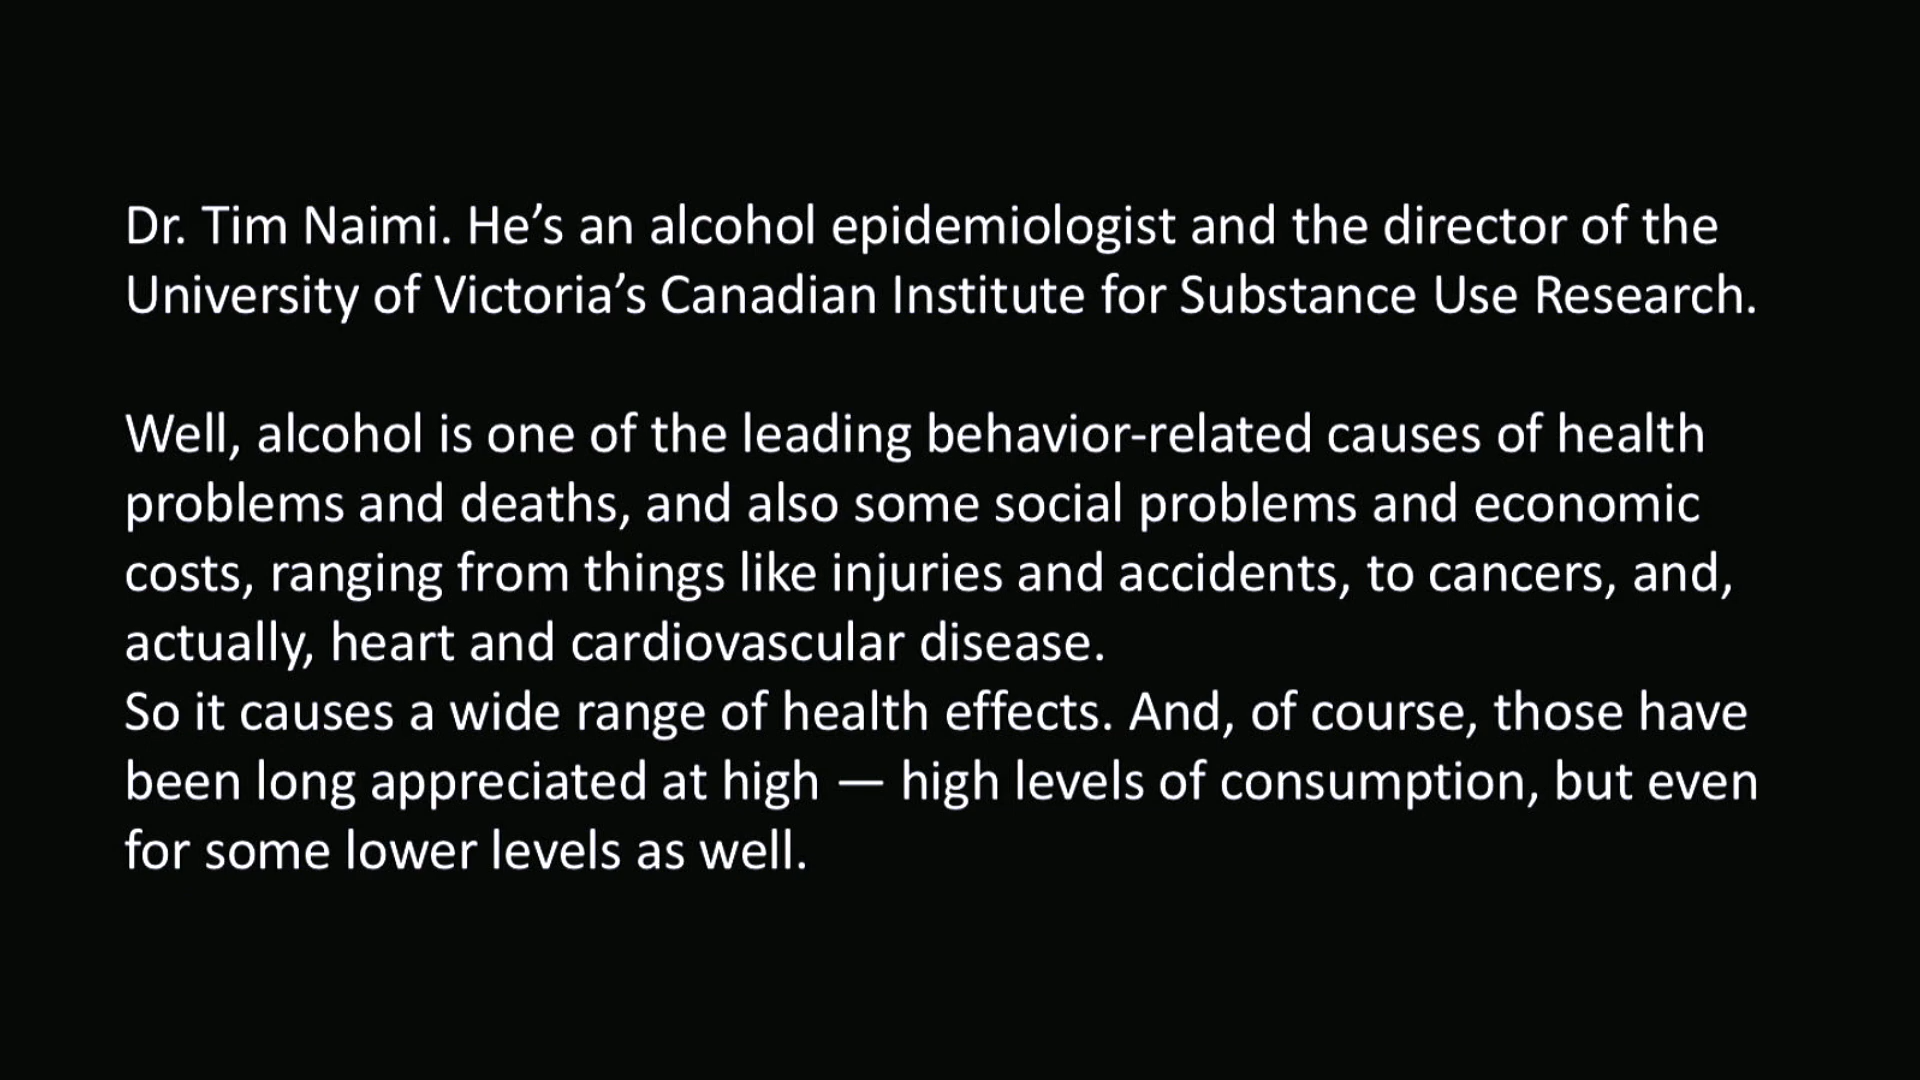 Dr. Tim Naimi. He’s an alcohol epidemiologist and the director of the
University of Victoria’s Canadian Institute for Substance Use Research.
Well, alcohol is one of the leading behavior-related causes of health
problems and deaths, and also some social problems and economic
costs, ranging from things like injuries and accidents, to cancers, and,
actually, heart and cardiovascular disease.
So it causes a wide range of health effects. And, of course, those have
been long appreciated at high — high levels of consumption, but even
for some lower levels as well.